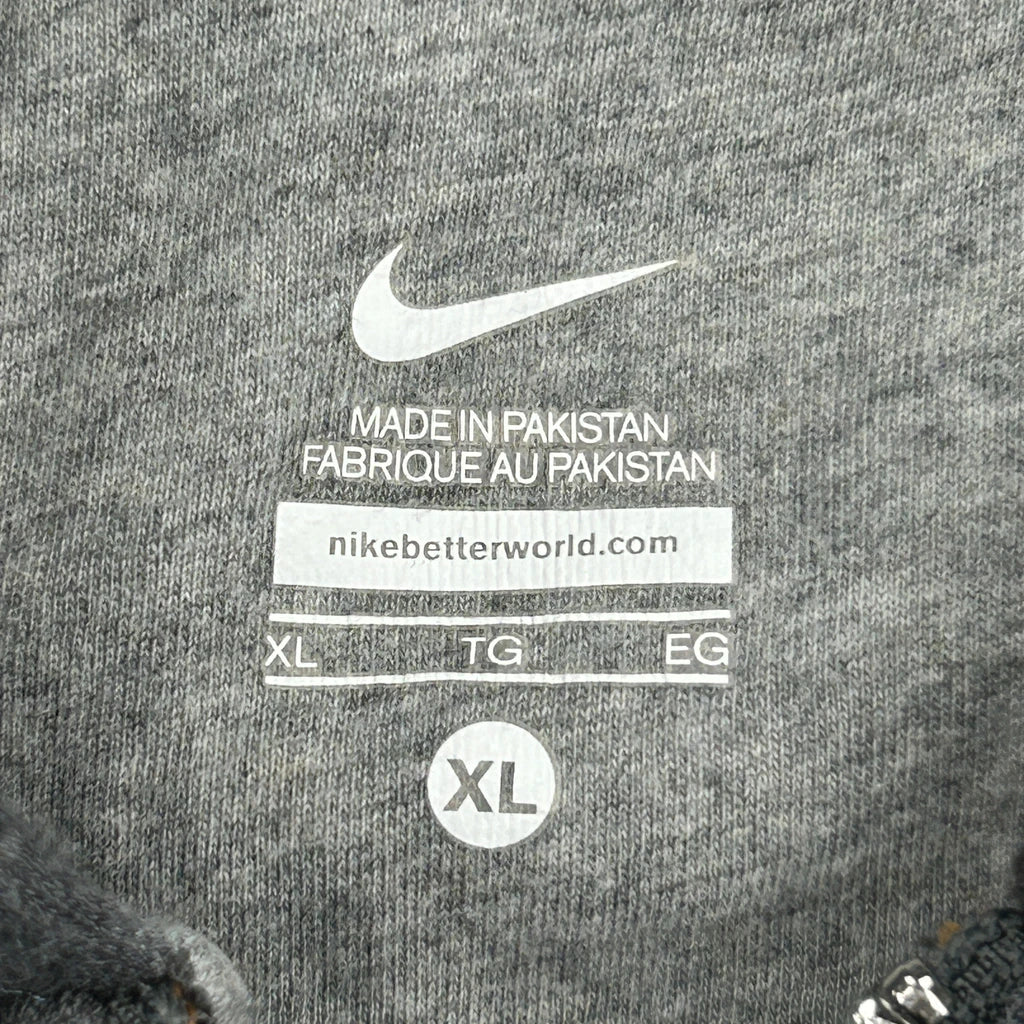 MADE IN PAKISTAN
FABRIQUE AU PAKISTAN
nikebetterworld.com
XL TG EG
XL